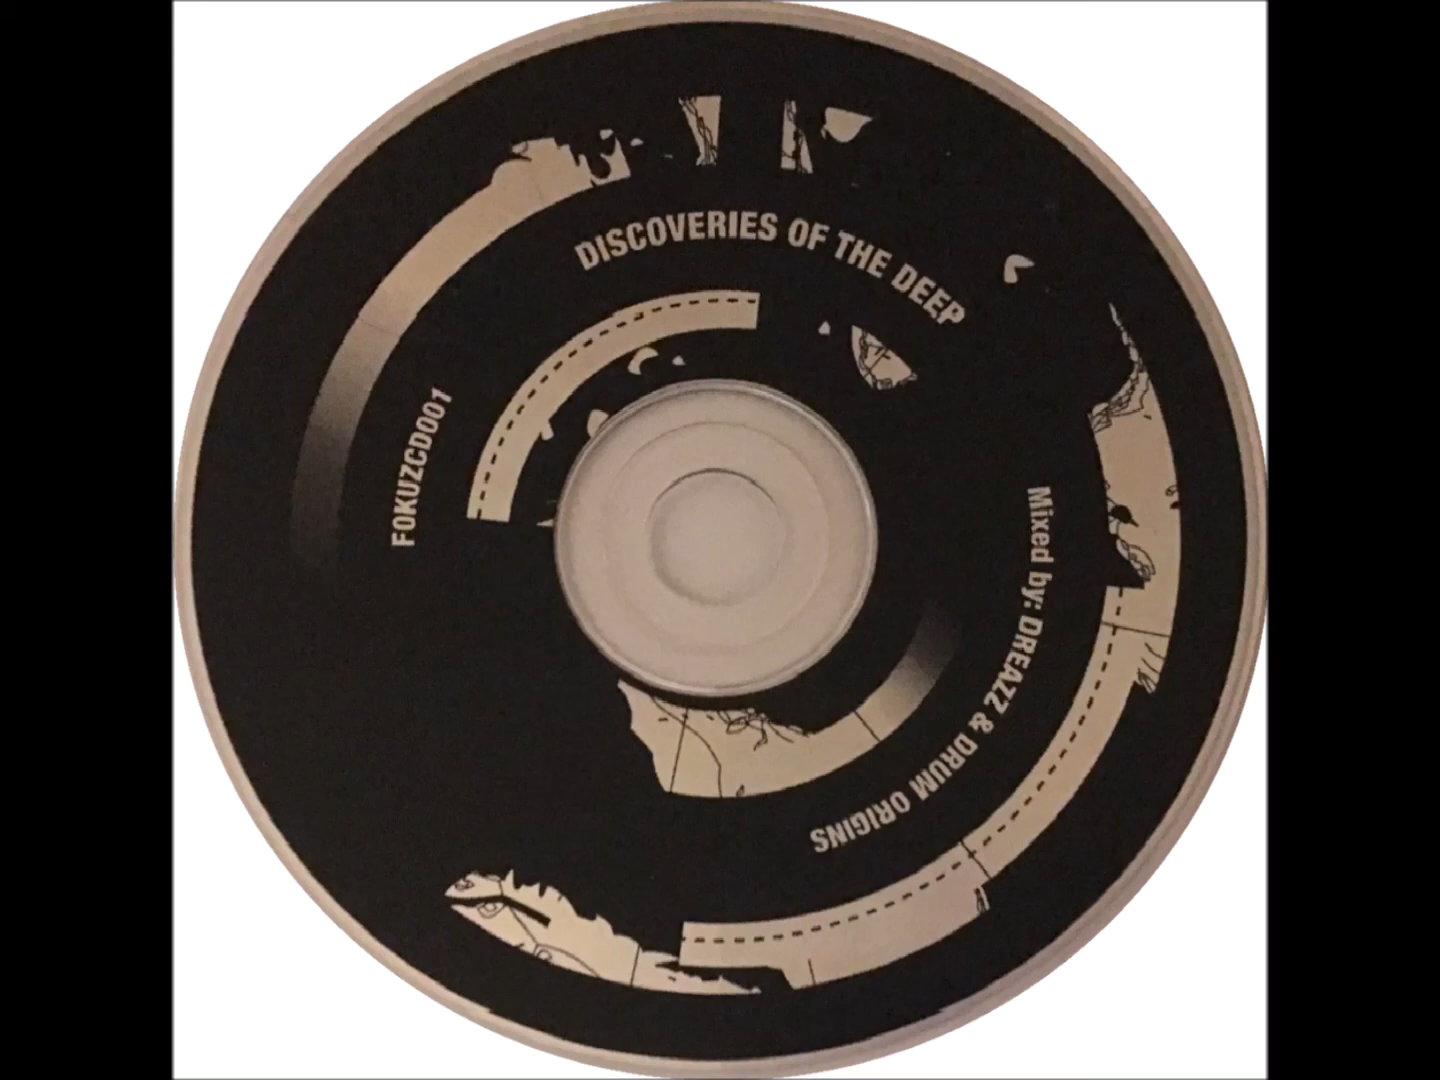 DISCOVERIES OF THE DEEP
FOKUZCD001
Mixed by: DREAZZ & DRUM ORIGINS